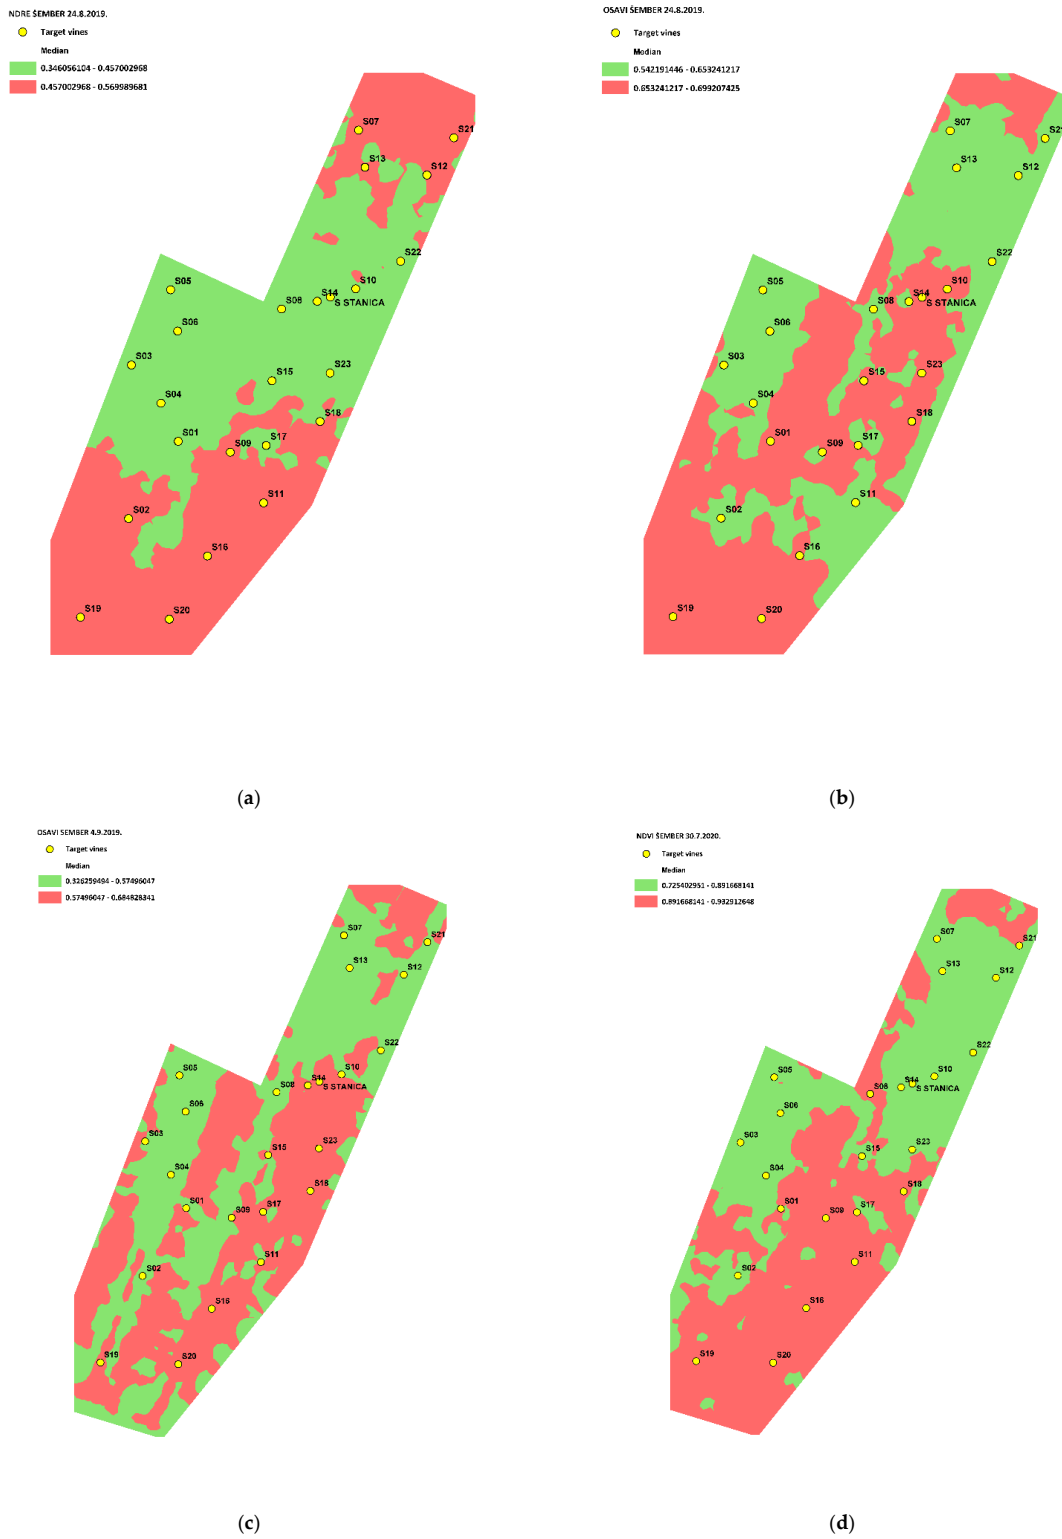 NDRE ŠEMBER 24.8.2019.
Target vines
Median
0.346056104 - 0.457002968
0.457002968 - 0.569989681
S07
S21
S13
S12
S22
S05
S10
S14
S STANICA
S08
S06
S03
S15
S23
S04
S18
S01
S09
S17
S11
S02
S16
S19
S20
(a)
OSAVI ŠEMBER 24.8.2019.
Target vines
Median
0.542191446 - 0.653241217
0.653241217 - 0.699207425
S07
S21
S13
S12
S22
S05
S10
S14
S STANICA
S08
S06
S03
S15
S23
S04
S18
S01
S09
S17
S11
S02
S16
S19
S20
(b)
OSAVI ŠEMBER 4.9.2019.
Target vines
Median
0.326259494 - 0.57496047
0.57496047 - 0.684828341
S07
S21
S13
S12
S22
S05
S10
S14
S STANICA
S08
S06
S03
S15
S23
S04
S18
S01
S09
S17
S11
S02
S16
S19
S20
(c)
NDVI ŠEMBER 30.7.2020.
Target vines
Median
0.725402951 - 0.891668141
0.891668141 - 0.932912648
S07
S21
S13
S12
S22
S05
S10
S14
S STANICA
S08
S06
S03
S15
S23
S04
S18
S01
S09
S17
S11
S02
S16
S19
S20
(d)